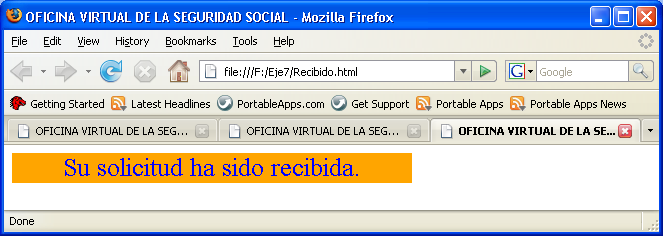 OFICINA VIRTUAL DE LA SEGURIDAD SOCIAL - Mozilla Firefox
File Edit View History Bookmarks Tools Help
file:///F:/Eje7/Recibido.html G Google
Getting Started Latest Headlines PortableApps.com Get Support Portable Apps Portable Apps News
OFICINA VIRTUAL DE LA SEG... OFICINA VIRTUAL DE LA SEG... OFICINA VIRTUAL DE LA SE...
Su solicitud ha sido recibida.
Done